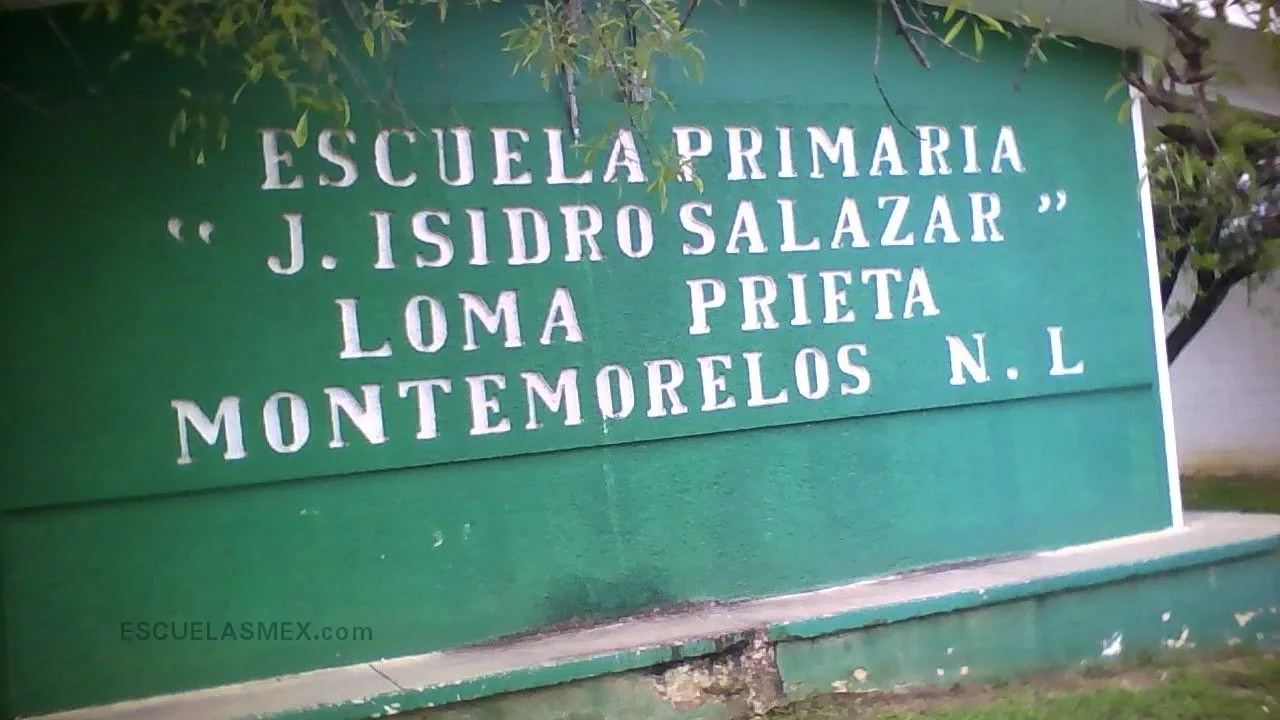 ESCUELA PRIMARIA
“ J. ISIDRO SALAZAR ”
LOMA PRIETA
MONTEMORELOS N. L
ESCUELASMEX.com